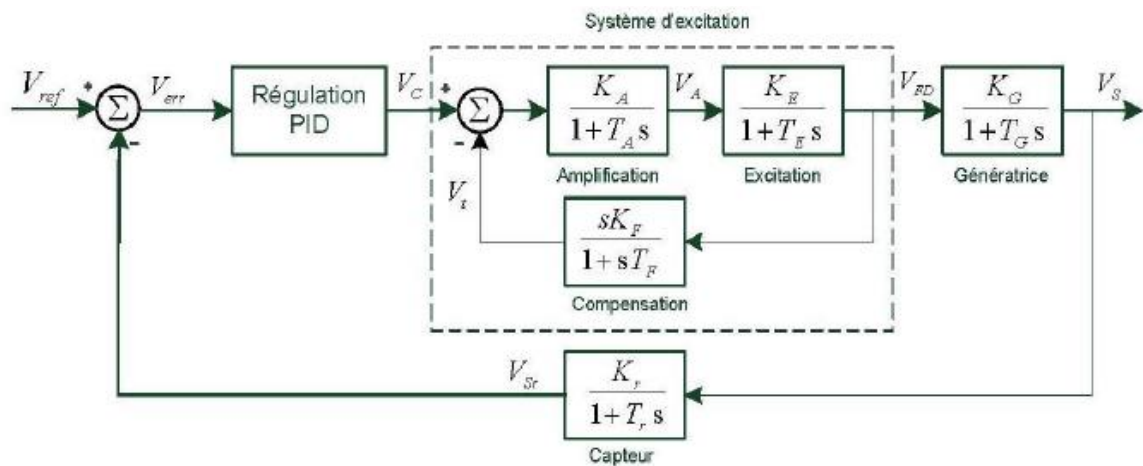 Système d'excitation
V_ref
+
Σ
-
V_err
Régulation
PID
V_C
+
Σ
-
K_A
1+T_A s
Amplification
V_A
K_E
1+T_E s
Excitation
V_FD
K_G
1+T_G s
Génératrice
V_S
V_t
sK_F
1+sT_F
Compensation
V_Sr
K_r
1+T_r s
Capteur